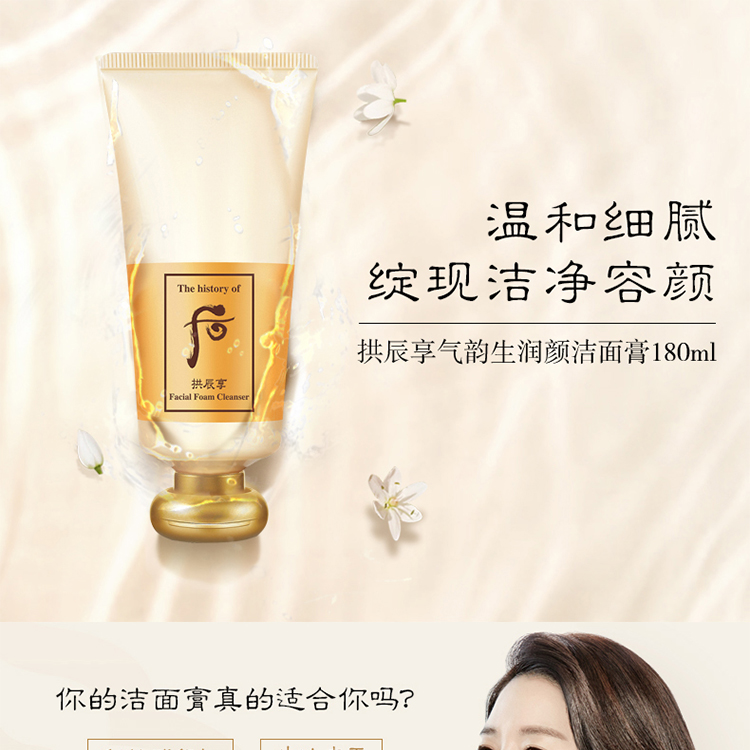 温和细腻
绽现洁净容颜
拱辰享气韵生润颜洁面膏180ml
The history of
后
拱辰享
Facial Foam Cleanser
你的洁面膏真的适合你吗?